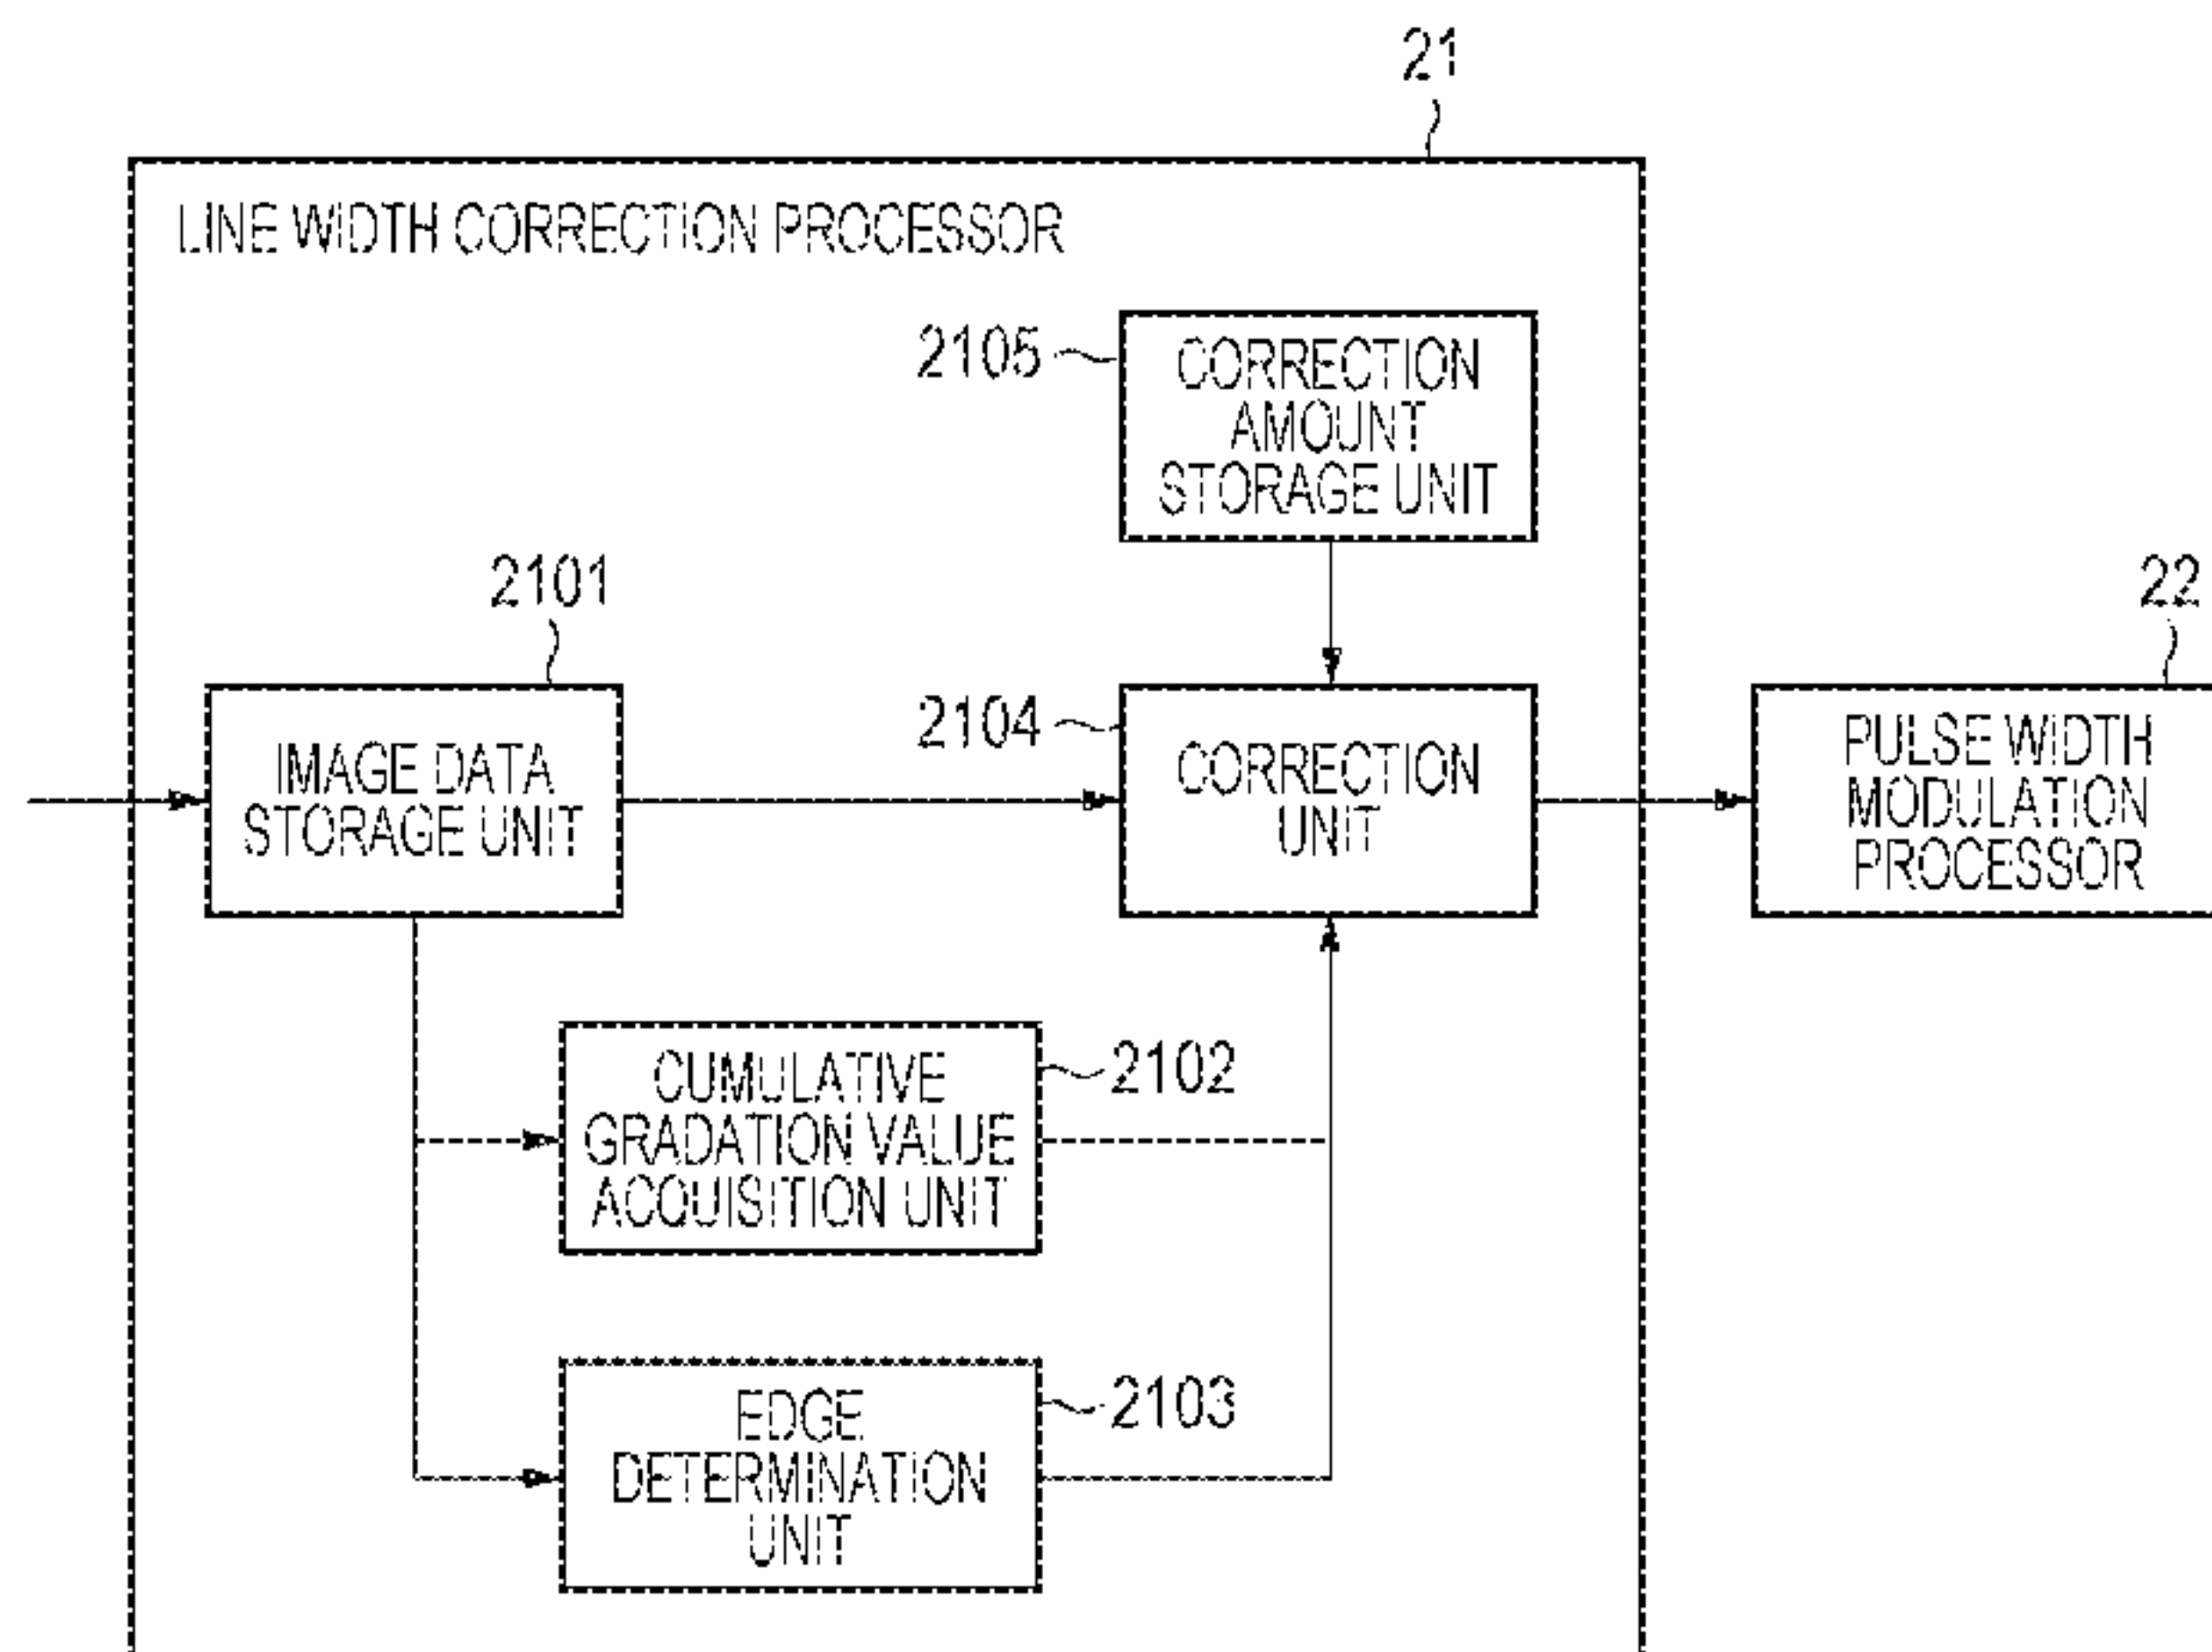 21
LINE WIDTH CORRECTION PROCESSOR
2105
CORRECTION
AMOUNT
STORAGE UNIT
2101
22
2104
IMAGE DATA
STORAGE UNIT
CORRECTION
UNIT
PULSE WIDTH
MODULATION
PROCESSOR
CUMULATIVE
GRADATION VALUE
ACQUISITION UNIT
2102
EDGE
DETERMINATION
UNIT
2103